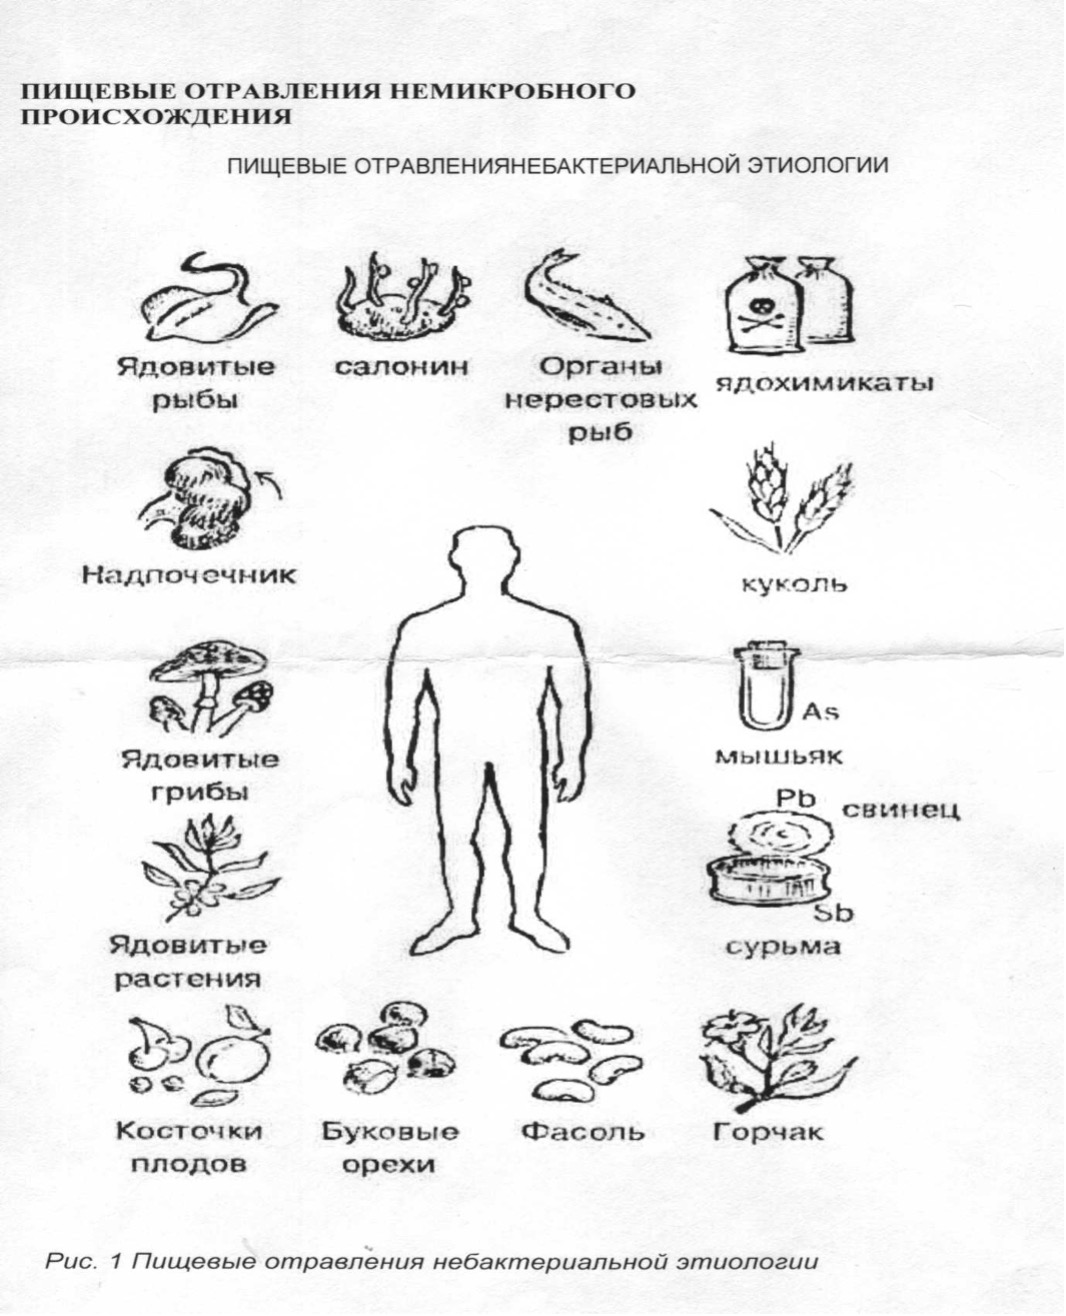 ПИЩЕВЫЕ ОТРАВЛЕНИЯ НЕМИКРОБНОГО
ПРОИСХОЖДЕНИЯ
ПИЩЕВЫЕ ОТРАВЛЕНИЯНЕБАКТЕРИАЛЬНОЙ ЭТИОЛОГИИ
Ядовитые
рыбы
салонин
Органы
нерестовых
рыб
ядохимикаты
Надпочечник
куколь
Ядовитые
грибы
As
мышьяк
Pb
свинец
Sb
сурьма
Ядовитые
растения
Косточки
плодов
Буковые
орехи
Фасоль
Горчак
Рис. 1 Пищевые отравления небактериальной этиологии